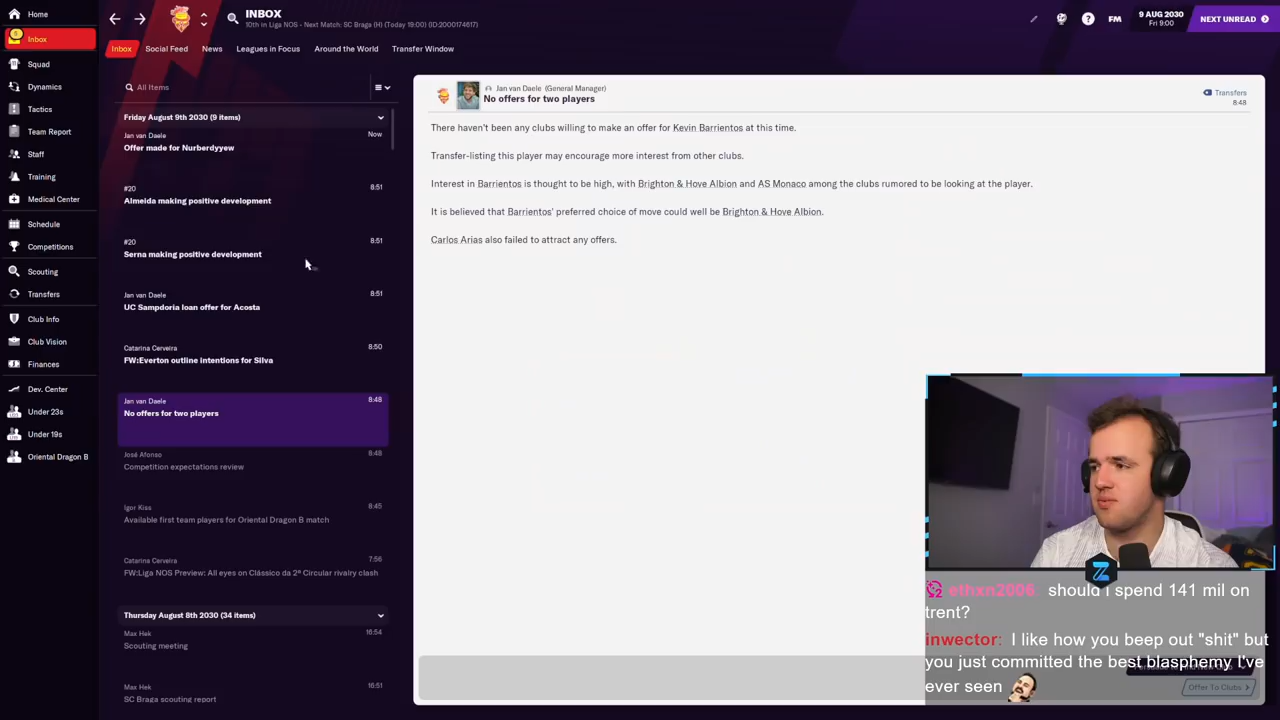 Home
Inbox
Squad
Dynamics
Tactics
Team Report
Staff
Training
Medical Center
Schedule
Competitions
Scouting
Transfers
Club Info
Club Vision
Finances
Dev. Center
Under 23s
Under 19s
Oriental Dragon B
INBOX
10th in Liga NOS - Next Match: SC Braga (H) (Today 19:00) (ID:2000174617)
FM
9 AUG 2030
Fri 9:00
NEXT UNREAD
Inbox Social Feed News Leagues in Focus Around the World Transfer Window
All Items
Friday August 9th 2030 (9 items)
Jan van Daele Now
Offer made for Nurberdyyew
#20 8:51
Almeida making positive development
#20 8:51
Serna making positive development
Jan van Daele 8:51
UC Sampdoria loan offer for Acosta
Catarina Cerveira 8:50
FW:Everton outline intentions for Silva
Jan van Daele 8:48
No offers for two players
José Afonso 8:48
Competition expectations review
Igor Kiss 8:45
Available first team players for Oriental Dragon B match
Catarina Cerveira 7:56
FW:Liga NOS Preview: All eyes on Clássico da 2ª Circular rivalry clash
Thursday August 8th 2030 (34 items)
Max Hek 16:54
Scouting meeting
Max Hek 16:51
SC Braga scouting report
Jan van Daele (General Manager)
No offers for two players
Transfers
8:48
There haven't been any clubs willing to make an offer for Kevin Barrientos at this time.
Transfer-listing this player may encourage more interest from other clubs.
Interest in Barrientos is thought to be high, with Brighton & Hove Albion and AS Monaco among the clubs rumored to be looking at the player.
It is believed that Barrientos' preferred choice of move could well be Brighton & Hove Albion.
Carlos Arias also failed to attract any offers.
ethxn2006 should i spend 141 mil on
trent?
inwector: I like how you beep out "shit" but
you just committed the best blasphemy I've
ever seen
Offer To Clubs